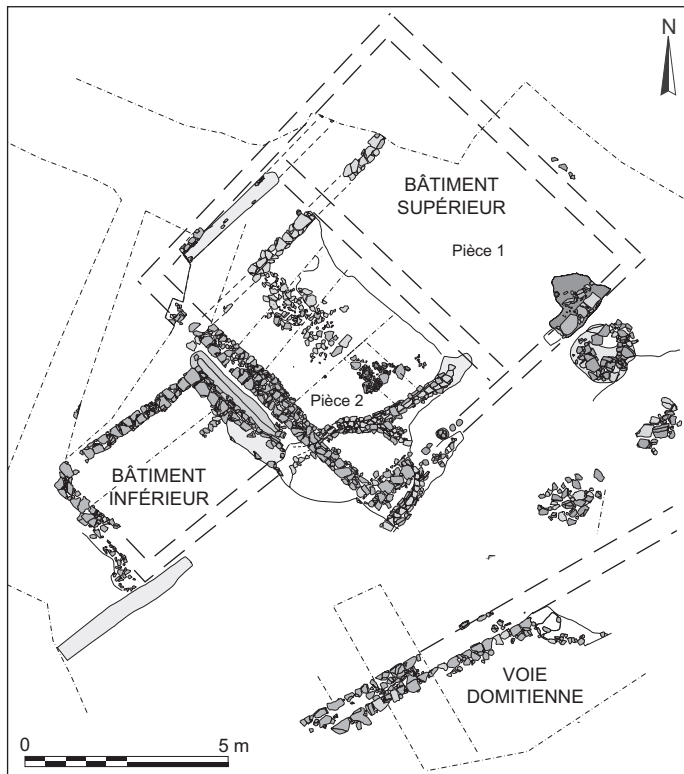 N
BÂTIMENT
SUPÉRIEUR
Pièce 1
Pièce 2
BÂTIMENT
INFÉRIEUR
VOIE
DOMITIENNE
0
5 m